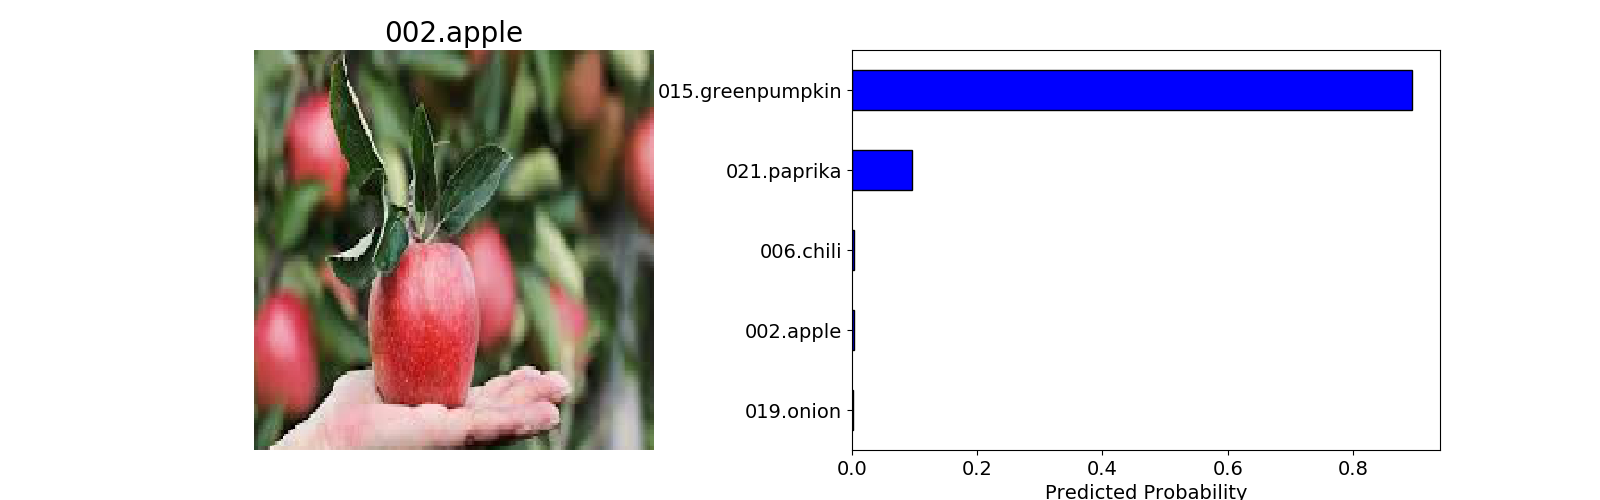 002.apple
015.greenpumpkin
021.paprika
006.chili
002.apple
019.onion
0.0 0.2 0.4 0.6 0.8
Predicted Probability